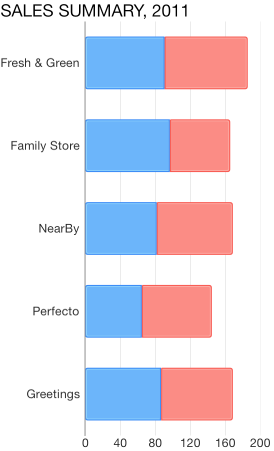 SALES SUMMARY, 2011
Fresh & Green
Family Store
NearBy
Perfecto
Greetings
0 40 80 120 160 200